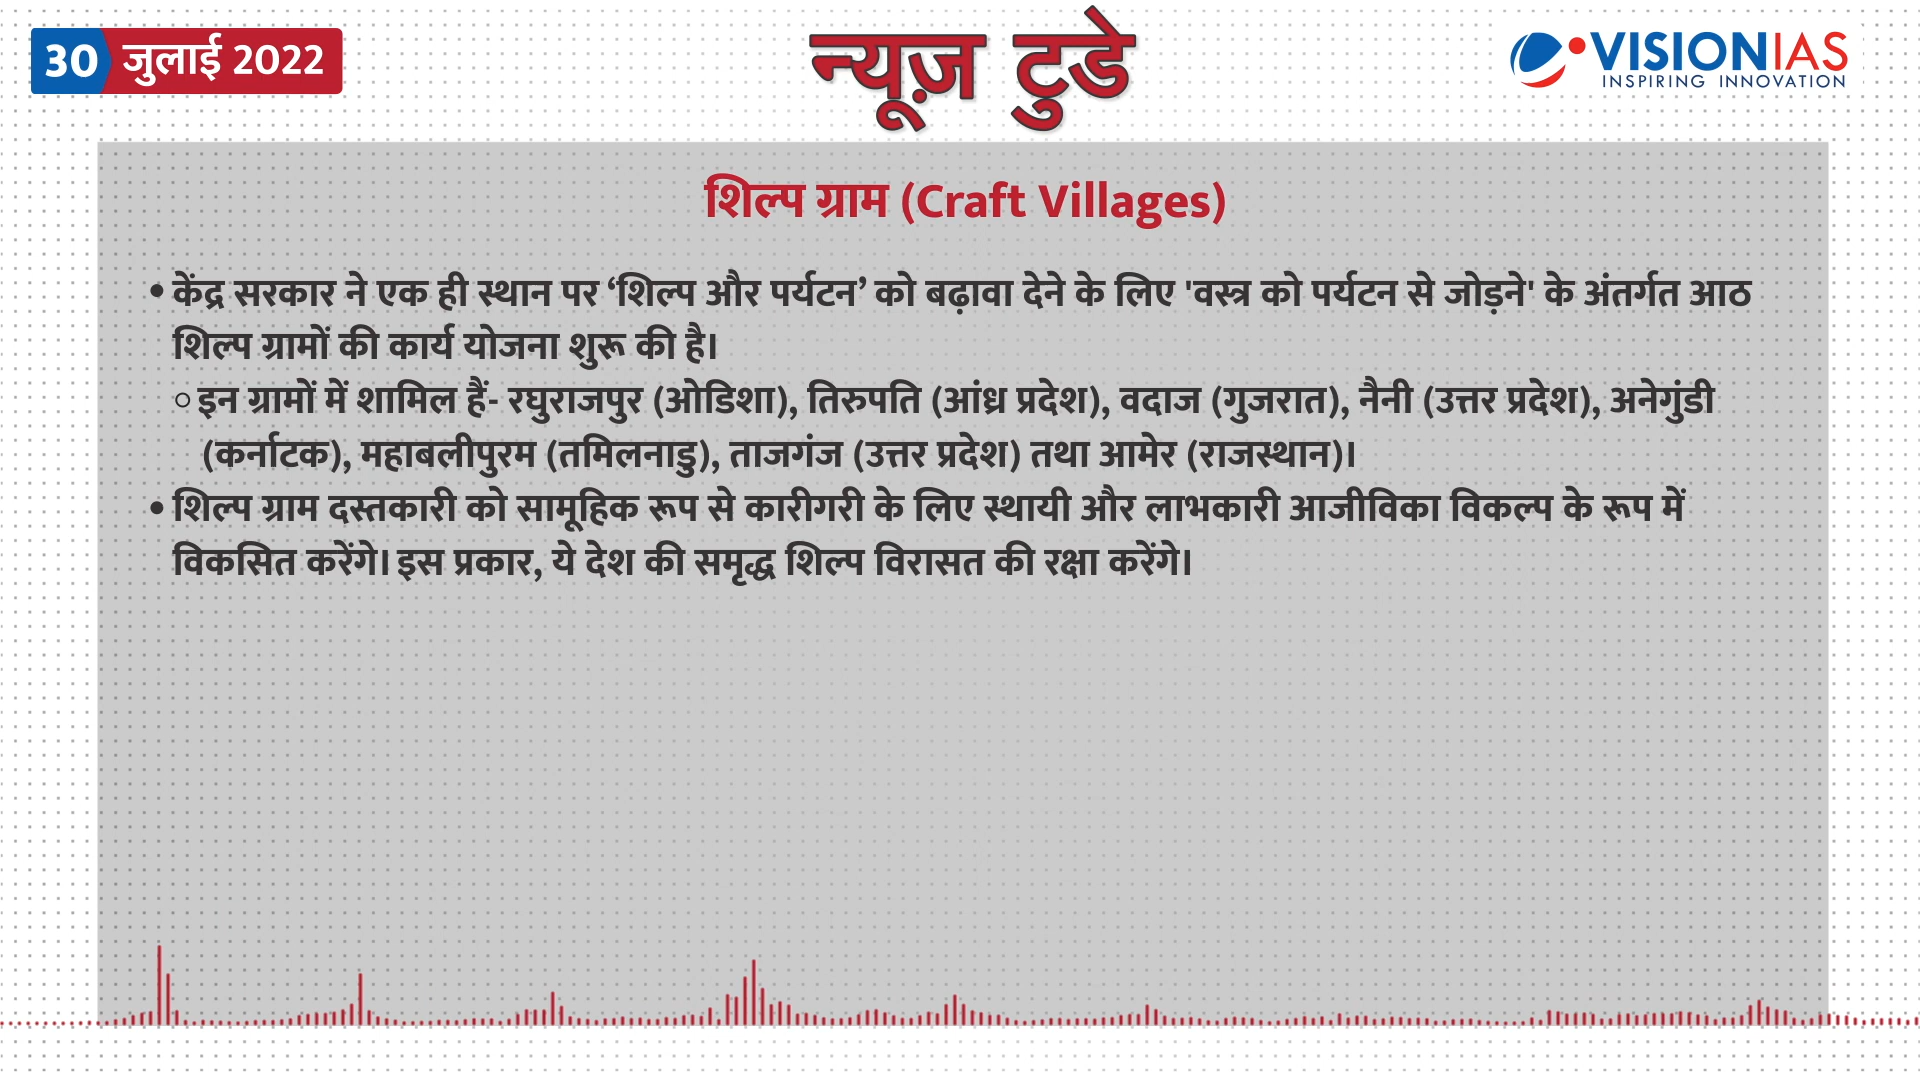 30 जुलाई 2022
न्यूज़ टुडे
VISIONIAS
INSPIRING INNOVATION
शिल्प ग्राम (Craft Villages)
• केंद्र सरकार ने एक ही स्थान पर ‘शिल्प और पर्यटन’ को बढ़ावा देने के लिए 'वस्त्र को पर्यटन से जोड़ने' के अंतर्गत आठ
शिल्प ग्रामों की कार्य योजना शुरू की है।
○ इन ग्रामों में शामिल हैं- रघुराजपुर (ओडिशा), तिरुपति (आंध्र प्रदेश), वदाज (गुजरात), नैनी (उत्तर प्रदेश), अनेगुंडी
(कर्नाटक), महाबलीपुरम (तमिलनाडु), ताजगंज (उत्तर प्रदेश) तथा आमेर (राजस्थान)।
• शिल्प ग्राम दस्तकारी को सामूहिक रूप से कारीगरी के लिए स्थायी और लाभकारी आजीविका विकल्प के रूप में
विकसित करेंगे। इस प्रकार, ये देश की समृद्ध शिल्प विरासत की रक्षा करेंगे।